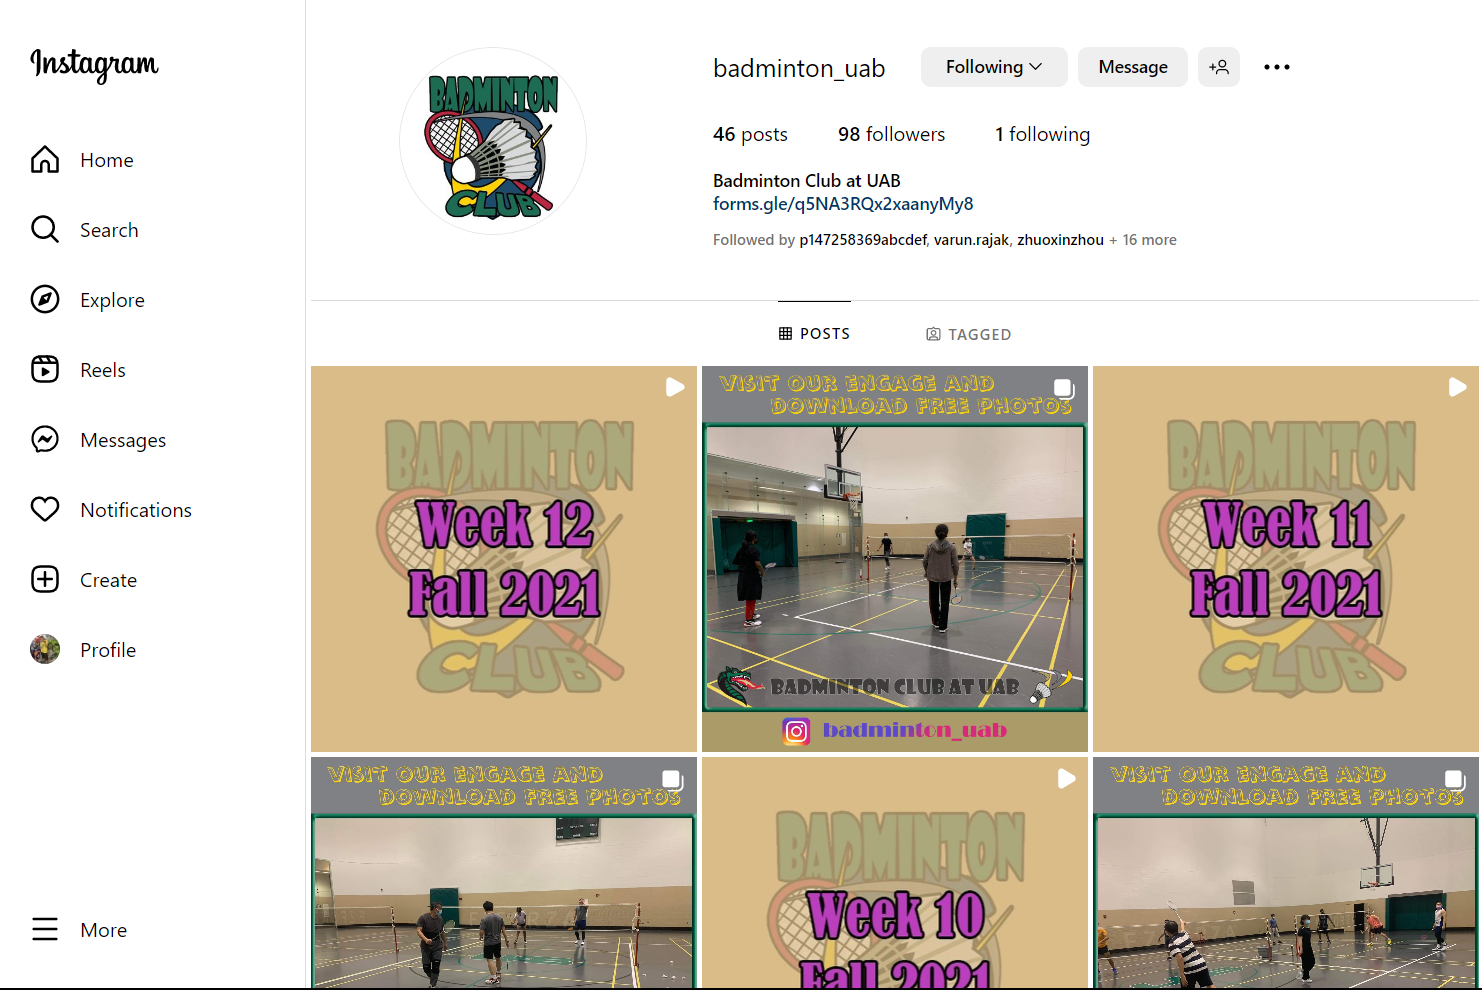 Instagram
Home
Search
Explore
Reels
Messages
Notifications
Create
Profile
More
BADMINTON
CLUB
badminton_uab
Following
Message
46 posts
98 followers
1 following
Badminton Club at UAB
forms.gle/q5NA3RQx2xaanyMy8
Followed by p147258369abcdef, varun.rajak, zhuoxinzhou + 16 more
POSTS
TAGGED
BADMINTON
Week 12
Fall 2021
CLUB
VISIT OUR ENGAGE AND
DOWNLOAD FREE PHOTOS
BADMINTON CLUB AT UAB
badminton_uab
BADMINTON
Week 11
Fall 2021
CLUB
VISIT OUR ENGAGE AND
DOWNLOAD FREE PHOTOS
BADMINTON
Week 10
Fall 2021
VISIT OUR ENGAGE AND
DOWNLOAD FREE PHOTOS